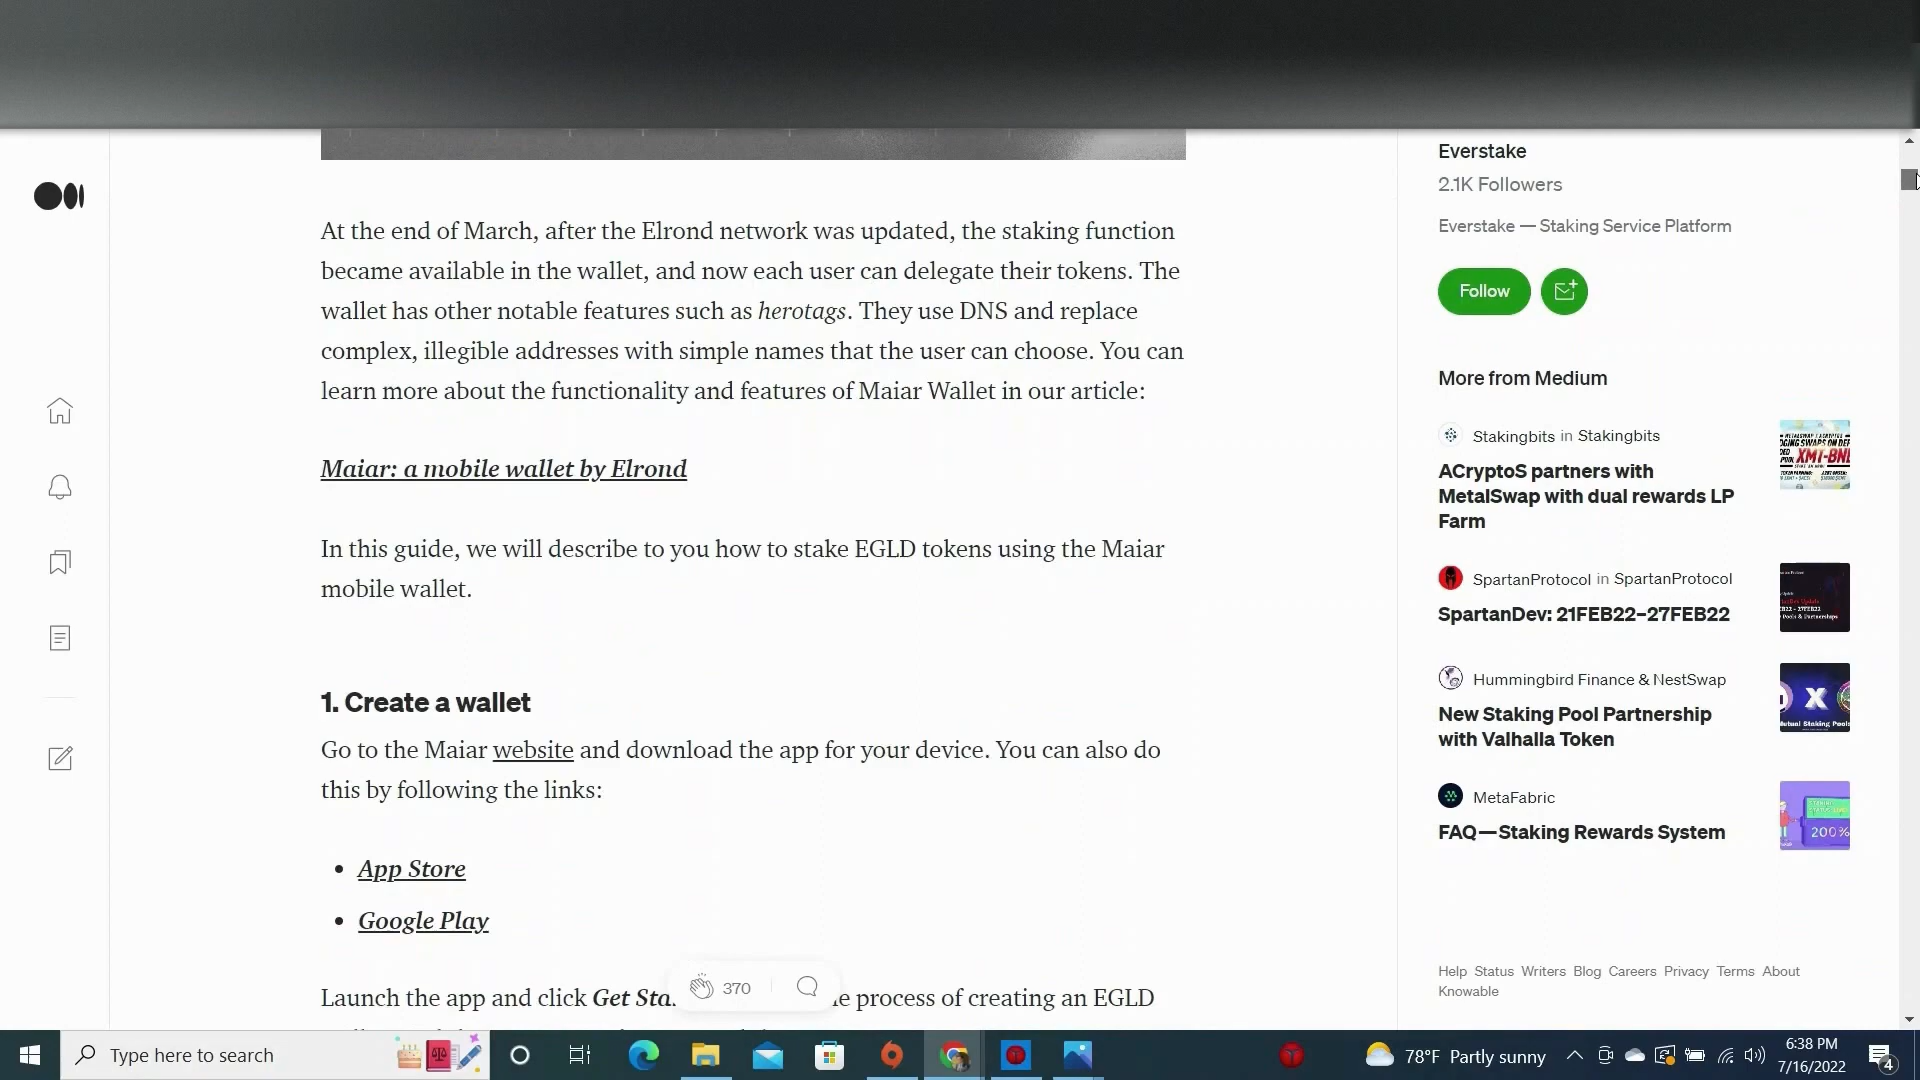 Everstake
2.1K Followers
Everstake — Staking Service Platform
Follow
At the end of March, after the Elrond network was updated, the staking function
became available in the wallet, and now each user can delegate their tokens. The
wallet has other notable features such as herotags. They use DNS and replace
complex, illegible addresses with simple names that the user can choose. You can
learn more about the functionality and features of Maiar Wallet in our article:
Maiar: a mobile wallet by Elrond
In this guide, we will describe to you how to stake EGLD tokens using the Maiar
mobile wallet.
1. Create a wallet
Go to the Maiar website and download the app for your device. You can also do
this by following the links:
• App Store
• Google Play
Launch the app and click Get Sta
process of creating an EGLD
370
More from Medium
Stakingbits in Stakingbits
ACryptoS partners with
MetalSwap with dual rewards LP
Farm
XMT-BN
SpartanProtocol in SpartanProtocol
SpartanDev: 21FEB22–27FEB22
Hummingbird Finance & NestSwap
New Staking Pool Partnership
with Valhalla Token
X
Mutual Staking Pools
MetaFabric
FAQ — Staking Rewards System
200%
Help Status Writers Blog Careers Privacy Terms About
Knowable
Type here to search
78°F Partly sunny
6:38 PM
7/16/2022
4